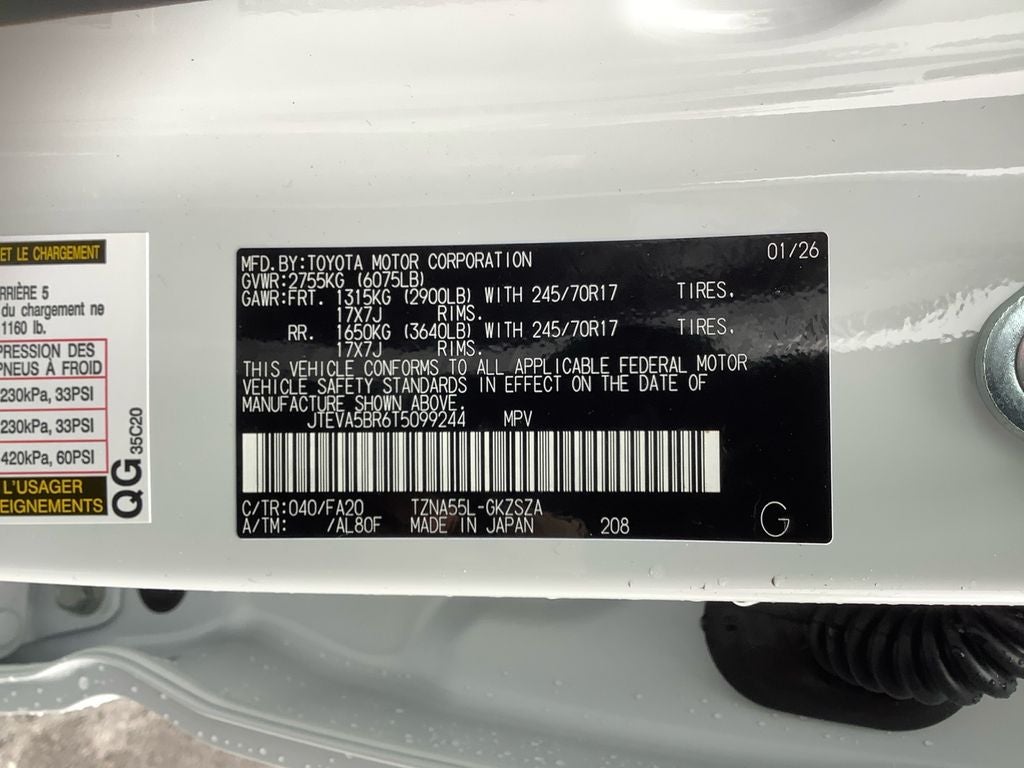 ET LE CHARGEMENT
RRIÈRE 5
du chargement ne
1160 lb.
PRESSION DES
PNEUS À FROID
230kPa, 33PSI
230kPa, 33PSI
420kPa, 60PSI
L'USAGER
EIGNEMENTS
QG 35C20
MFD.BY:TOYOTA MOTOR CORPORATION 01/26
GVWR:2755KG (6075LB)
GAWR:FRT. 1315KG (2900LB) WITH 245/70R17 TIRES,
17X7J RIMS.
RR. 1650KG (3640LB) WITH 245/70R17 TIRES,
17X7J RIMS.
THIS VEHICLE CONFORMS TO ALL APPLICABLE FEDERAL MOTOR
VEHICLE SAFETY STANDARDS IN EFFECT ON THE DATE OF
MANUFACTURE SHOWN ABOVE.
JTEVA5BR6T5099244 MPV
C/TR:040/FA20 TZNA55L-GKZSZA
A/TM: /AL80F MADE IN JAPAN 208 G